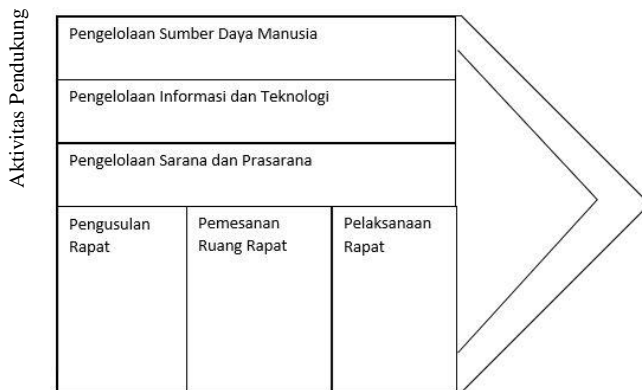 Aktivitas Pendukung
Pengelolaan Sumber Daya Manusia
Pengelolaan Informasi dan Teknologi
Pengelolaan Sarana dan Prasarana
Pengusulan
Rapat
Pemesanan
Ruang Rapat
Pelaksanaan
Rapat